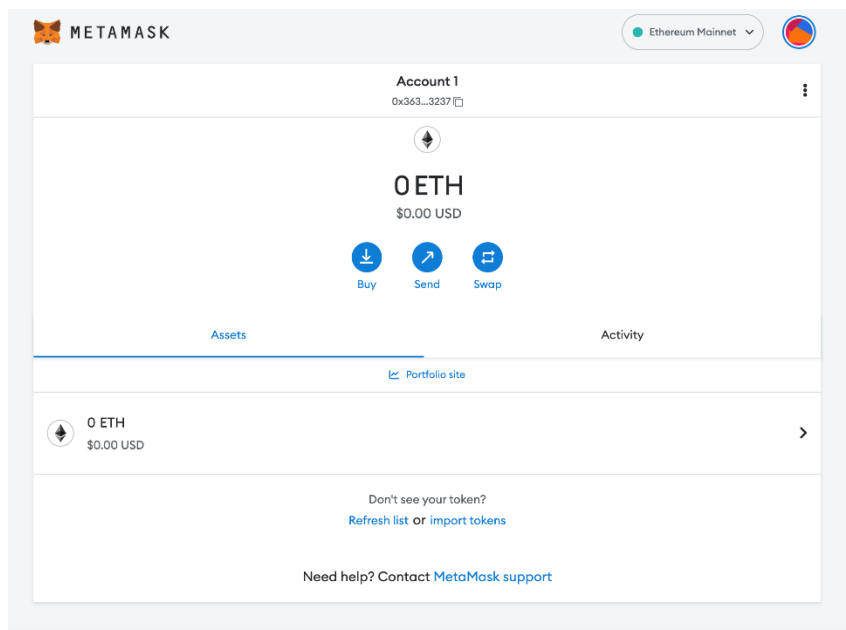 METAMASK
Ethereum Mainnet
Account 1
0x363...3237
0 ETH
$0.00 USD
Buy Send Swap
Assets Activity
Portfolio site
0 ETH
$0.00 USD
Don't see your token?
Refresh list or import tokens
Need help? Contact MetaMask support